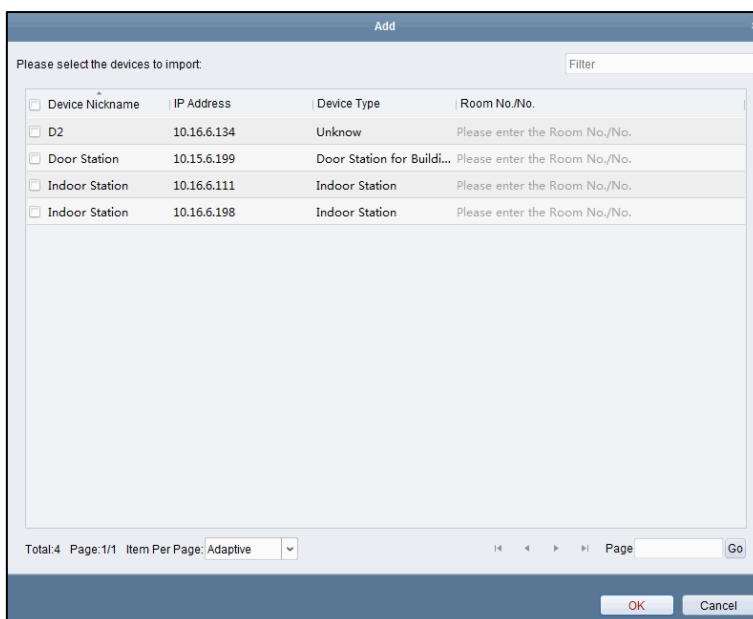 Add
Please select the devices to import:
Filter
Device Nickname IP Address Device Type Room No./No.
D2 10.16.6.134 Unknow Please enter the Room No./No.
Door Station 10.15.6.199 Door Station for Buildi... Please enter the Room No./No.
Indoor Station 10.16.6.111 Indoor Station Please enter the Room No./No.
Indoor Station 10.16.6.198 Indoor Station Please enter the Room No./No.
Total:4 Page:1/1 Item Per Page: Adaptive Page Go
OK Cancel